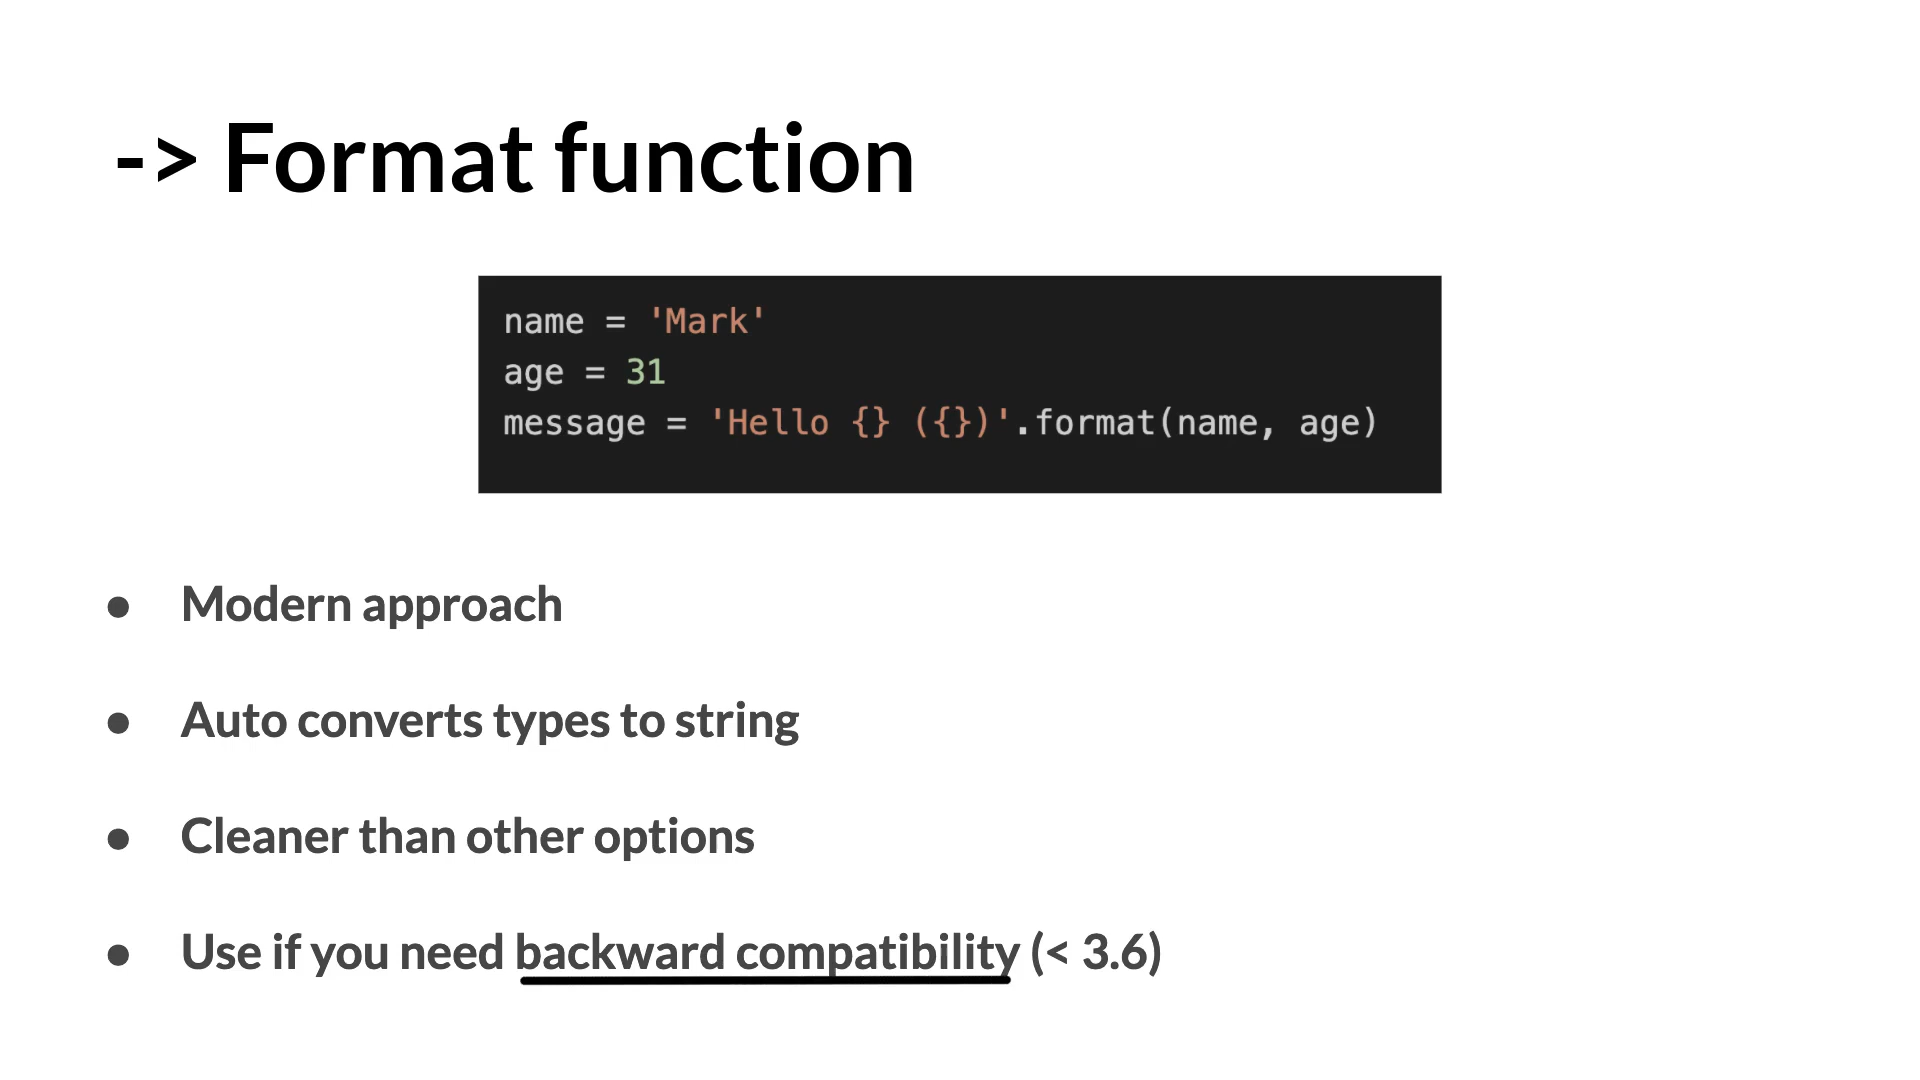 -> Format function
name = 'Mark'
age = 31
message = 'Hello {} ({})'.format(name, age)
● Modern approach
● Auto converts types to string
● Cleaner than other options
● Use if you need backward compatibility (< 3.6)